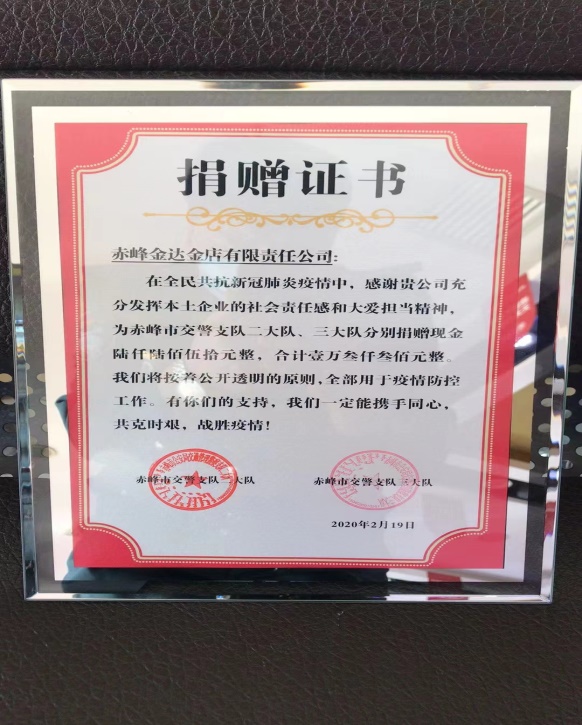 捐赠证书
赤峰金达金店有限责任公司:
在全民共抗新冠肺炎疫情中，感谢贵公司充
分发挥本土企业的社会责任感和大爱担当精神，
为赤峰市交警支队二大队、三大队分别捐赠现金
陆仟陆佰伍拾元整，合计壹万叁仟叁佰元整。
我们将按着公开透明的原则,全部用于疫情防控
工作。有你们的支持，我们一定能携手同心，
共克时艰，战胜疫情!
赤峰市交警支队二大队
赤峰市交警支队三大队
2020年2月19日